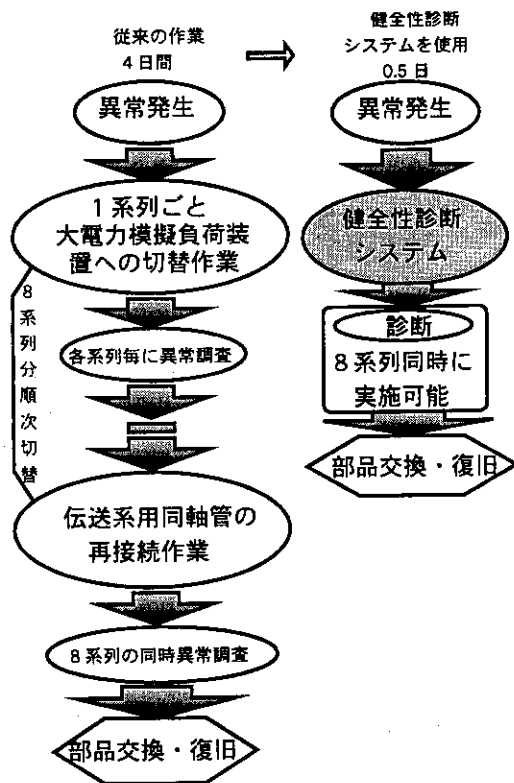 従来の作業
4日間
異常発生
1系列ごと
大電力模擬負荷装
置への切替作業
8系列分順次切替
各系列毎に異常調査
伝送系用同軸管の
再接続作業
8系列の同時異常調査
部品交換・復旧
健全性診断
システムを使用
0.5日
異常発生
健全性診断
システム
診断
8系列同時に
実施可能
部品交換・復旧